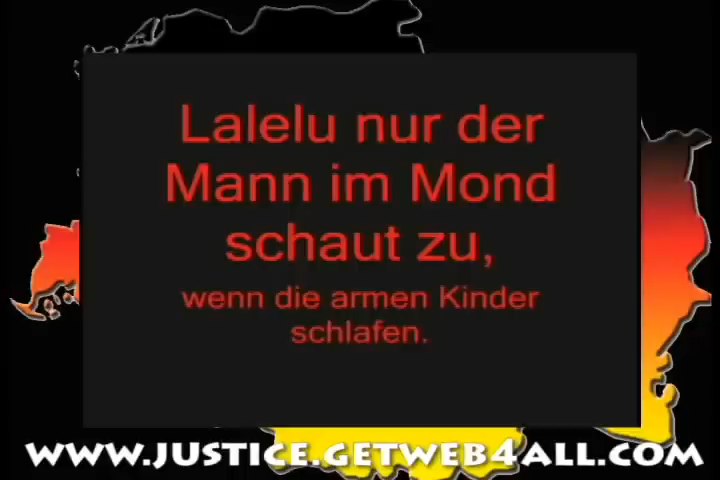 Lalelu nur der
Mann im Mond
schaut zu,
wenn die armen Kinder
schlafen.
WWW.JUSTICE.GETWEB4ALL.COM